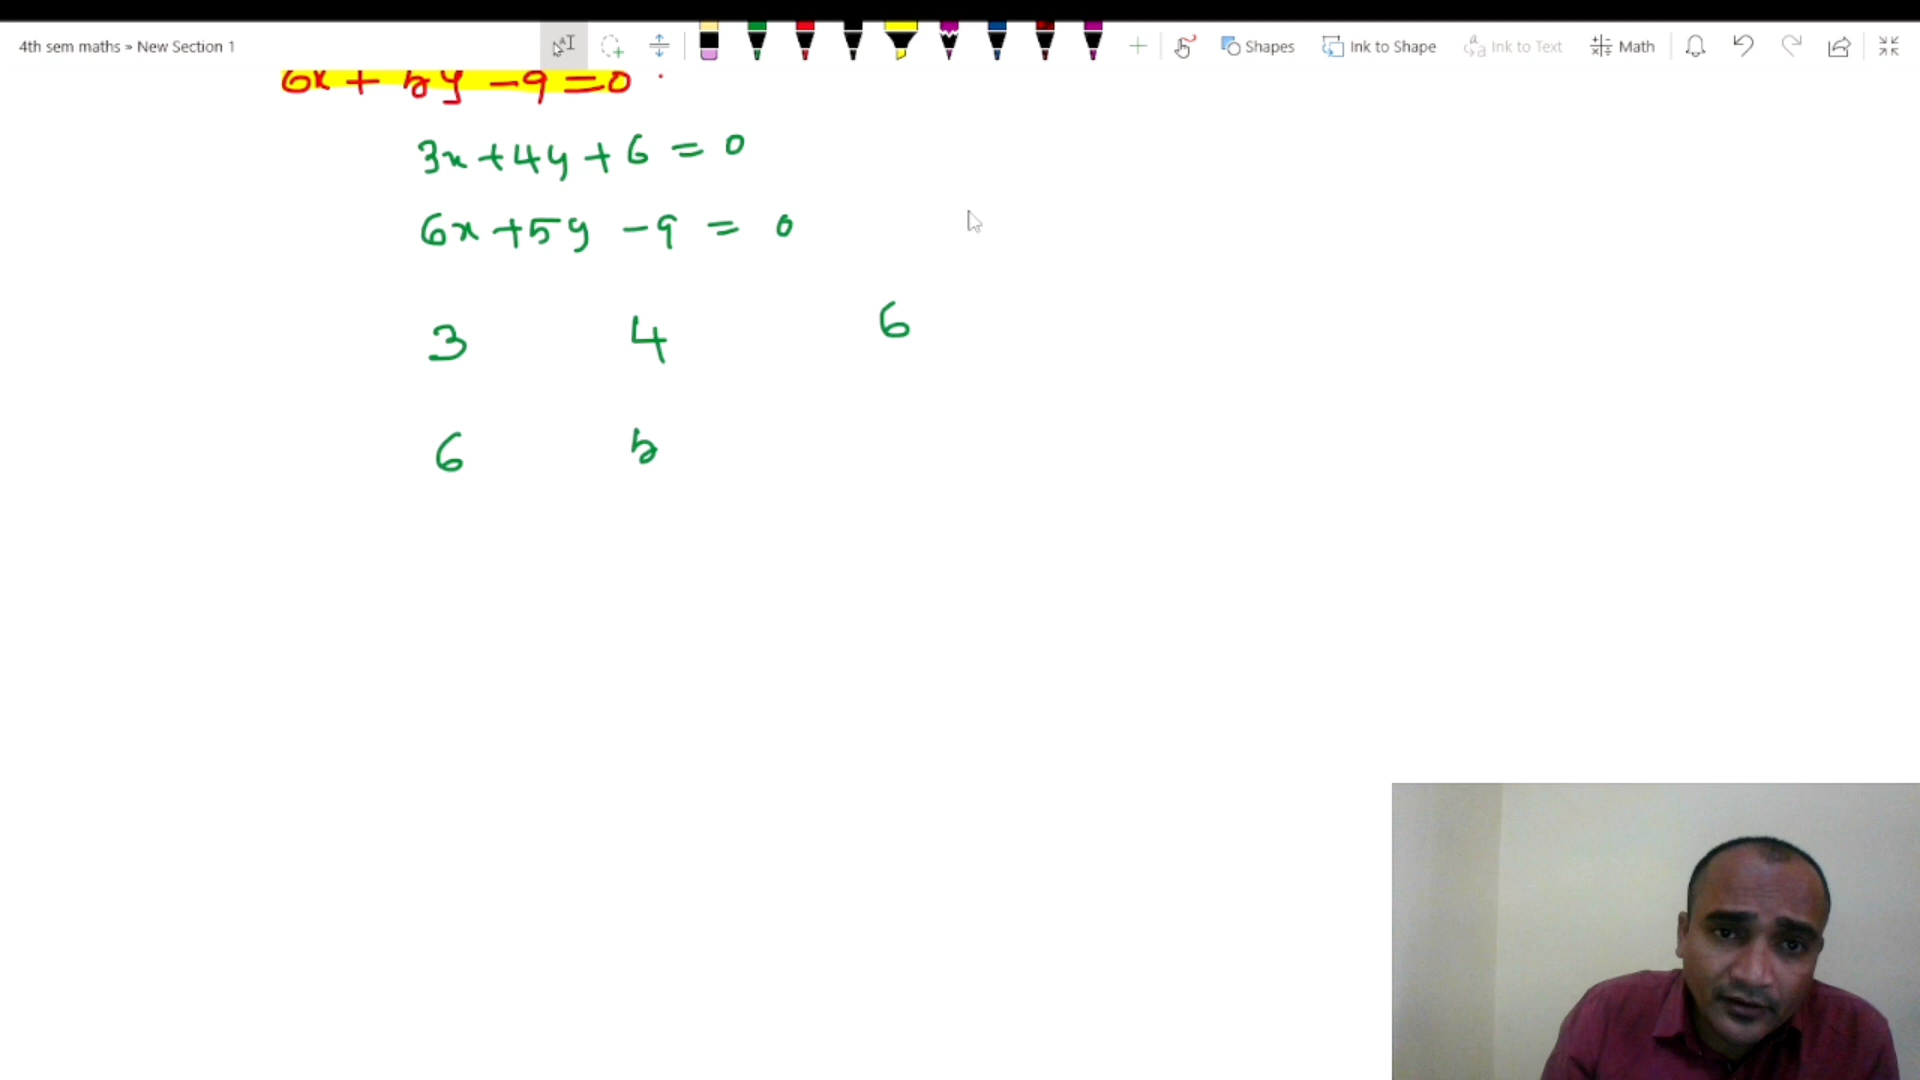 4th sem maths » New Section 1
Shapes
Ink to Shape
Ink to Text
Math
6x + 5y - 9 = 0 .
3x + 4y + 6 = 0
6x + 5y - 9 = 0
3 4 6
6 5